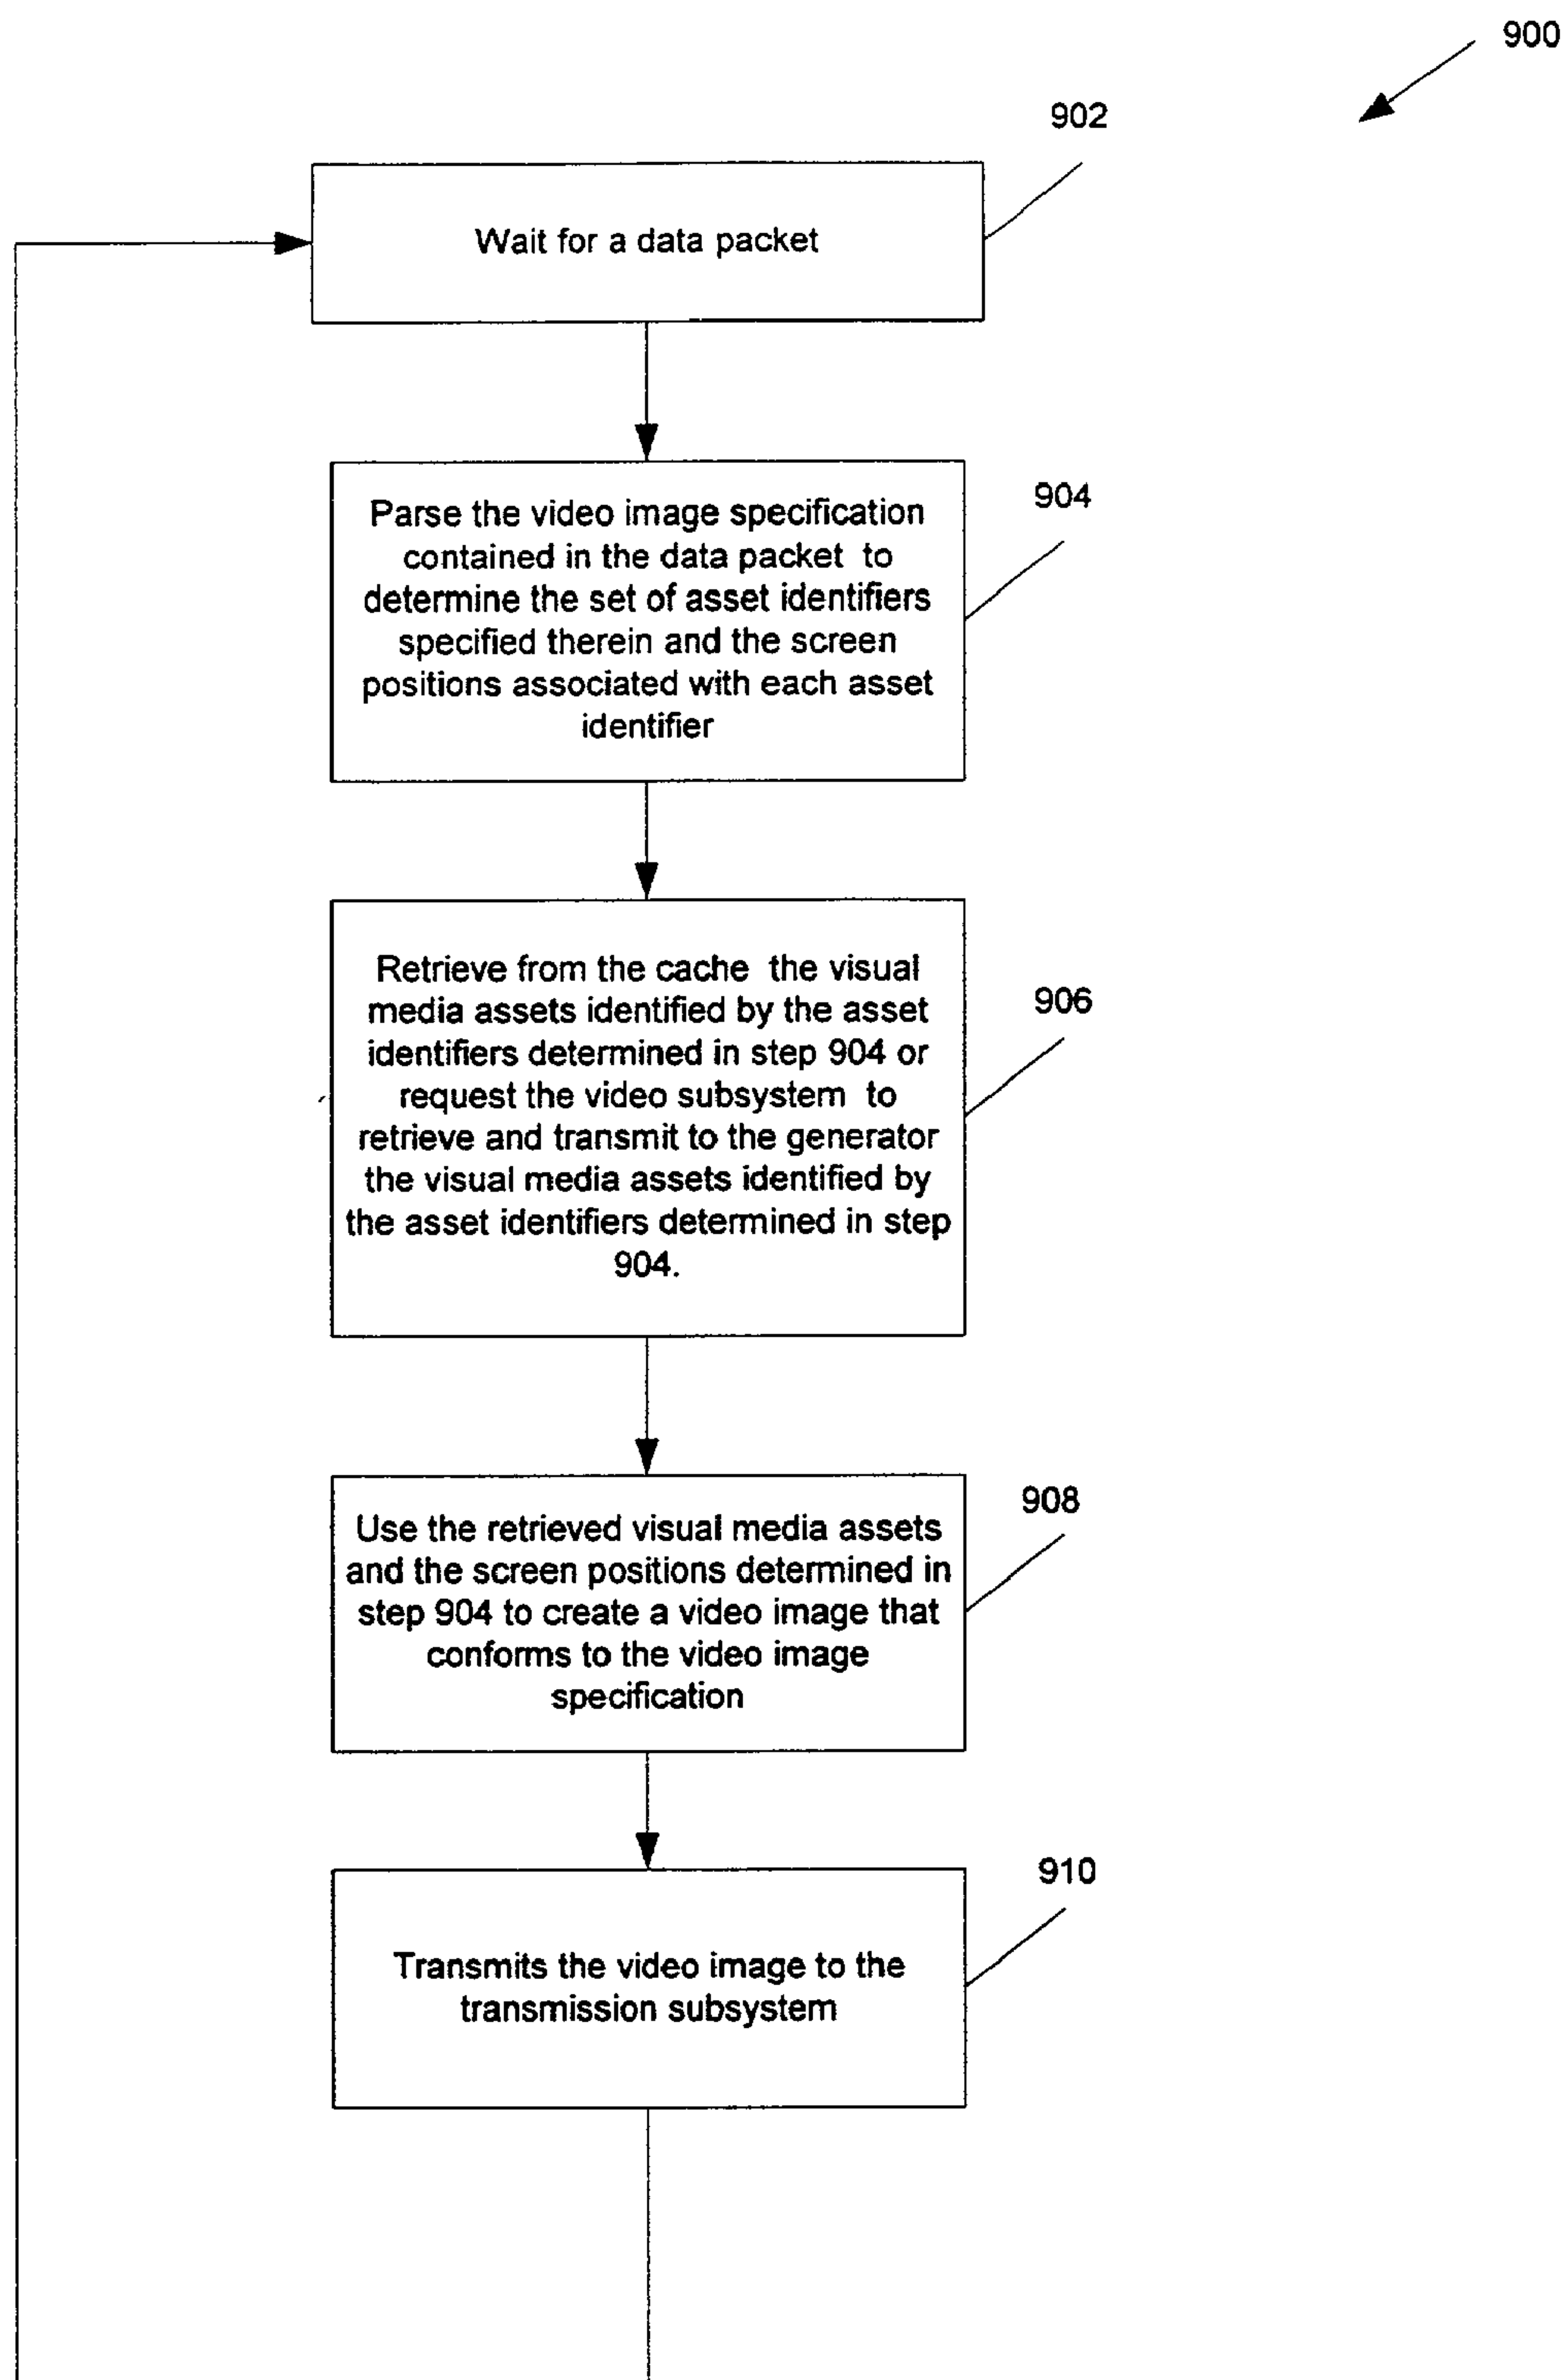 900
902
Wait for a data packet
904
Parse the video image specification
contained in the data packet to
determine the set of asset identifiers
specified therein and the screen
positions associated with each asset
identifier
906
Retrieve from the cache the visual
media assets identified by the asset
identifiers determined in step 904 or
request the video subsystem to
retrieve and transmit to the generator
the visual media assets identified by
the asset identifiers determined in step
904.
908
Use the retrieved visual media assets
and the screen positions determined in
step 904 to create a video image that
conforms to the video image
specification
910
Transmits the video image to the
transmission subsystem